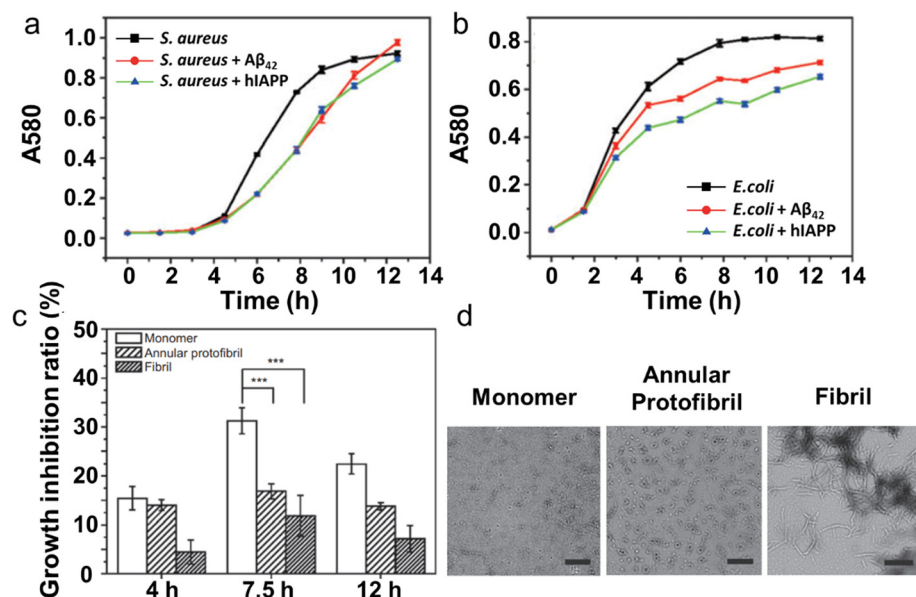 a
A580
1.0
0.8
0.6
0.4
0.2
0.0
S. aureus
S. aureus + Aβ₄₂
S. aureus + hIAPP
0 2 4 6 8 10 12 14
Time (h)
b
A580
1.0
0.8
0.6
0.4
0.2
0.0
E.coli
E.coli + Aβ₄₂
E.coli + hIAPP
0 2 4 6 8 10 12 14
Time (h)
c
Growth inhibition ratio (%)
50
40
30
20
10
0
Monomer
Annular protofibril
Fibril
***
***
4 h 7.5 h 12 h
d
Monomer
Annular
Protofibril
Fibril